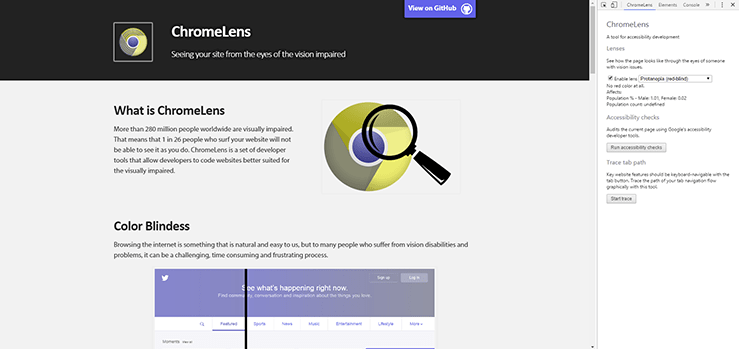 View on GitHub
ChromeLens
Seeing your site from the eyes of the vision impaired
What is ChromeLens
More than 280 million people worldwide are visually impaired.
That means that 1 in 26 people who surf your website will not
be able to see it as you do. ChromeLens is a set of developer
tools that allow developers to code websites better suited for
the visually impaired.
Color Blindess
Browsing the internet is something that is natural and easy to us, but to many people who suffer from vision disabilities and
problems, it can be a challenging, time consuming and frustrating process.
Sign up
Log in
See what's happening right now.
Find community, conversation and inspiration about the things you love.
Featured
Sports
News
Music
Entertainment
Lifestyle
More
Moments
ChromeLens
Elements
Console
»
ChromeLens
A tool for accessibility development
Lenses
See how the page looks like through the eyes of someone
with vision issues.
Enable lens
Protanopia (red-blind)
No red color at all.
Affects:
Population % - Male: 1.01, Female: 0.02
Population count: undefined
Accessibility checks
Audits the current page using Google's accessibility
developer tools.
Run accessibility checks
Trace tab path
Key website features should be keyboard-navigable with the
tab button. Trace the path of your tab navigation flow
graphically with this tool.
Start trace